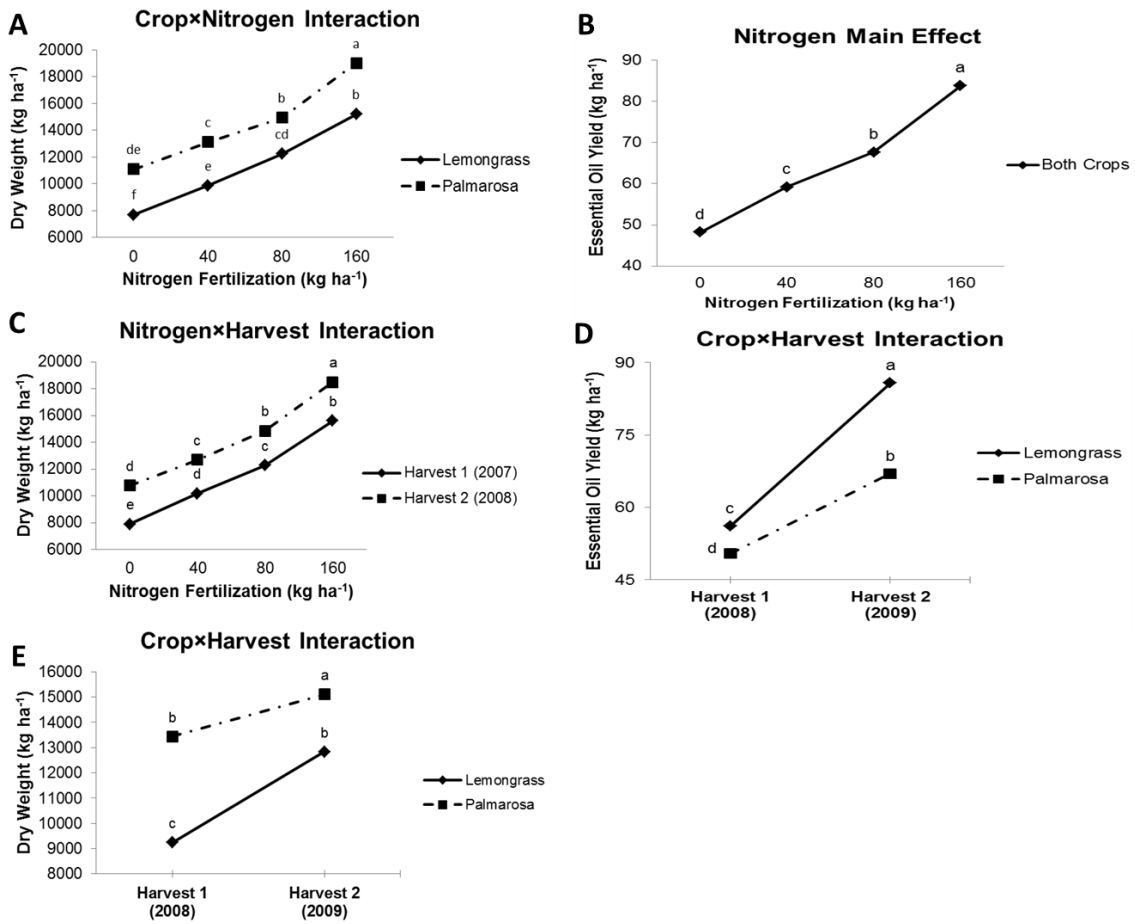 A
Crop×Nitrogen Interaction
20000
18000
16000
14000
12000
10000
8000
6000
Dry Weight (kg ha⁻¹)
a
b
b
c
cd
de
e
f
Lemongrass
Palmarosa
0 40 80 160
Nitrogen Fertilization (kg ha⁻¹)
B
Nitrogen Main Effect
90
80
70
60
50
40
Essential Oil Yield (kg ha⁻¹)
a
b
c
d
Both Crops
0 40 80 160
Nitrogen Fertilization (kg ha⁻¹)
C
Nitrogen×Harvest Interaction
20000
18000
16000
14000
12000
10000
8000
6000
Dry Weight (kg ha⁻¹)
a
b
b
c
c
d
d
e
Harvest 1 (2007)
Harvest 2 (2008)
0 40 80 160
Nitrogen Fertilization (kg ha⁻¹)
D
Crop×Harvest Interaction
90
75
60
45
Essential Oil Yield (kg ha⁻¹)
a
b
c
d
Lemongrass
Palmarosa
Harvest 1 Harvest 2
(2008) (2009)
E
Crop×Harvest Interaction
16000
15000
14000
13000
12000
11000
10000
9000
8000
Dry Weight (kg ha⁻¹)
a
b
b
c
Lemongrass
Palmarosa
Harvest 1 Harvest 2
(2008) (2009)